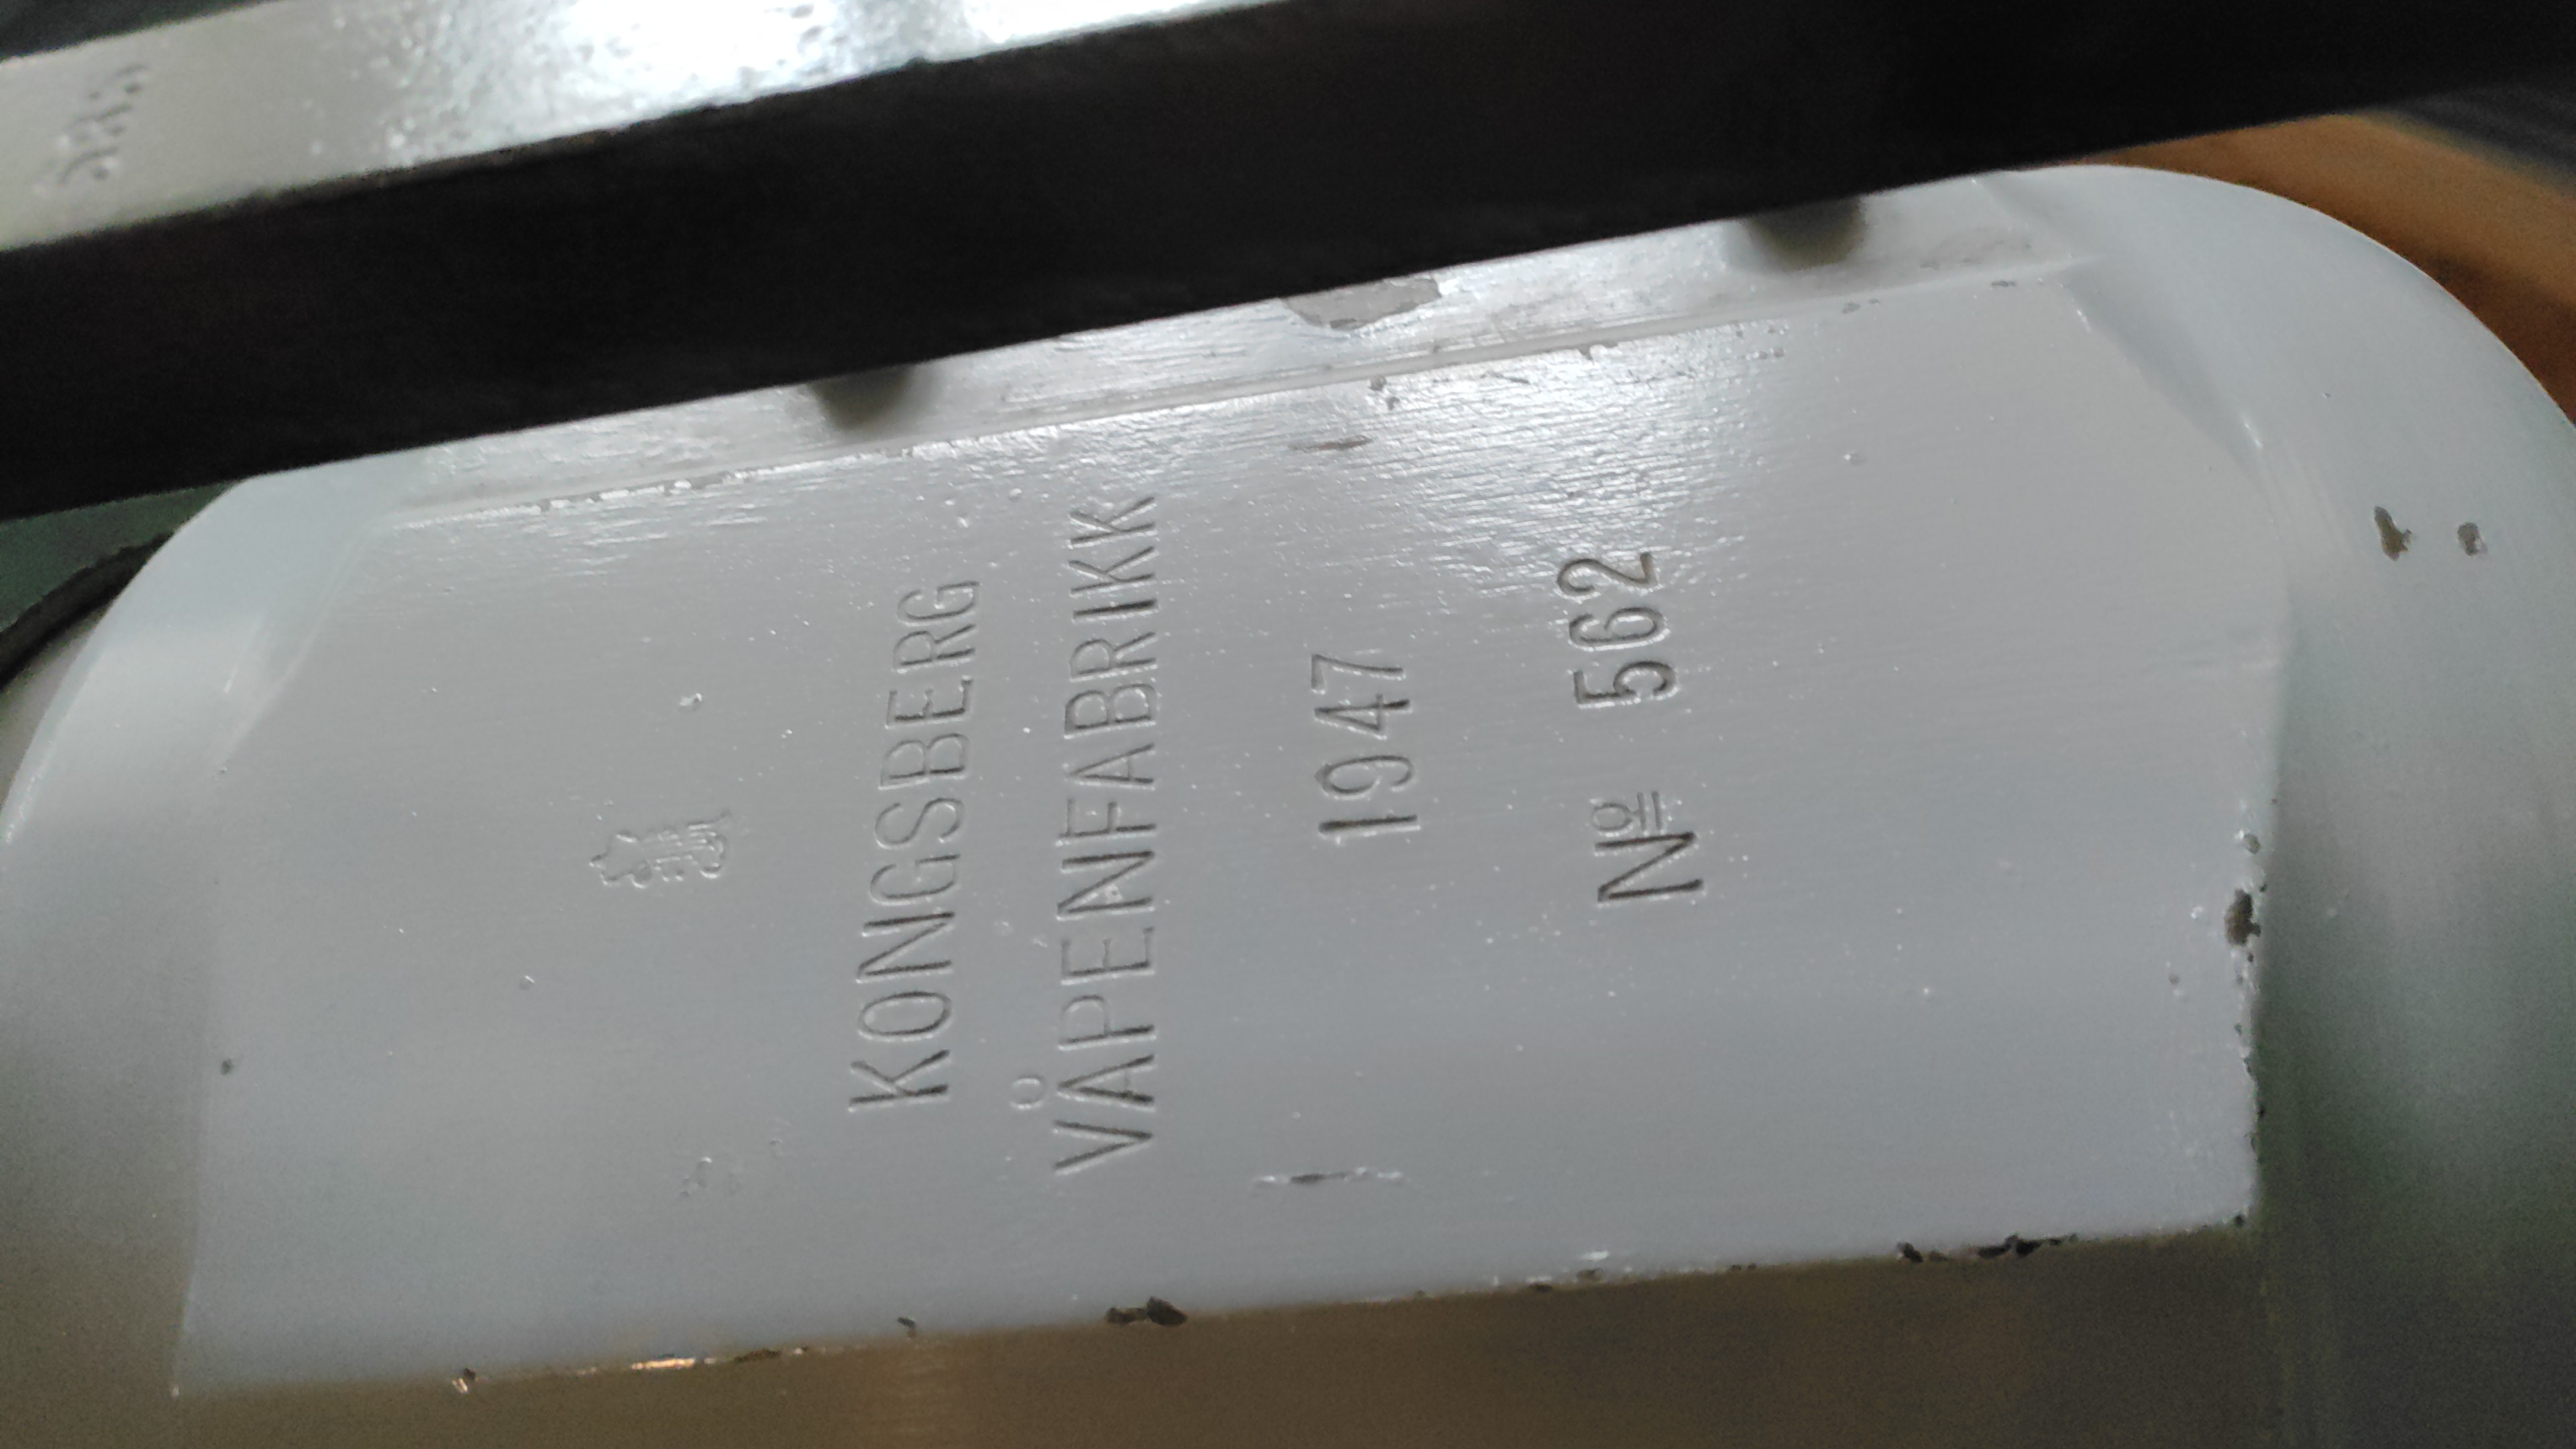 KONGSBERG
VÅPENFABRIKK
1947
Nº 562